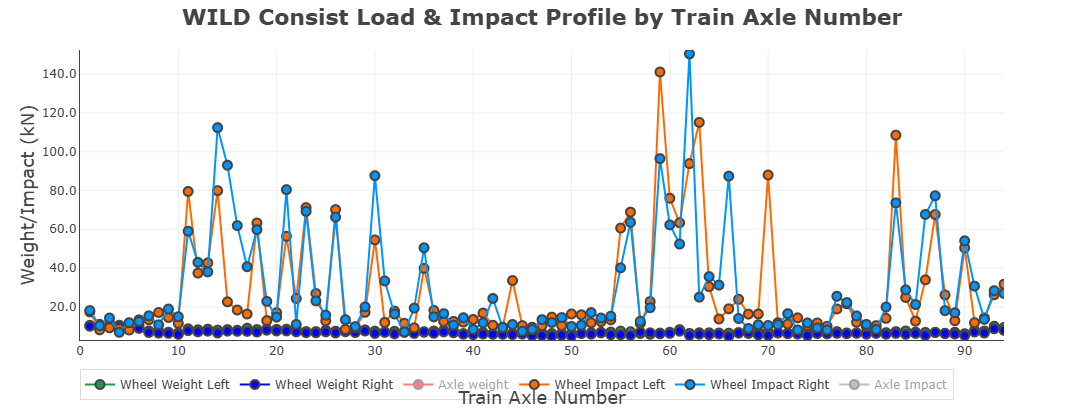 WILD Consist Load & Impact Profile by Train Axle Number
Weight/Impact (kN)
140.0
120.0
100.0
80.0
60.0
40.0
20.0
0 10 20 30 40 50 60 70 80 90
Wheel Weight Left Wheel Weight Right Axle weight Wheel Impact Left Wheel Impact Right Axle Impact
Train Axle Number